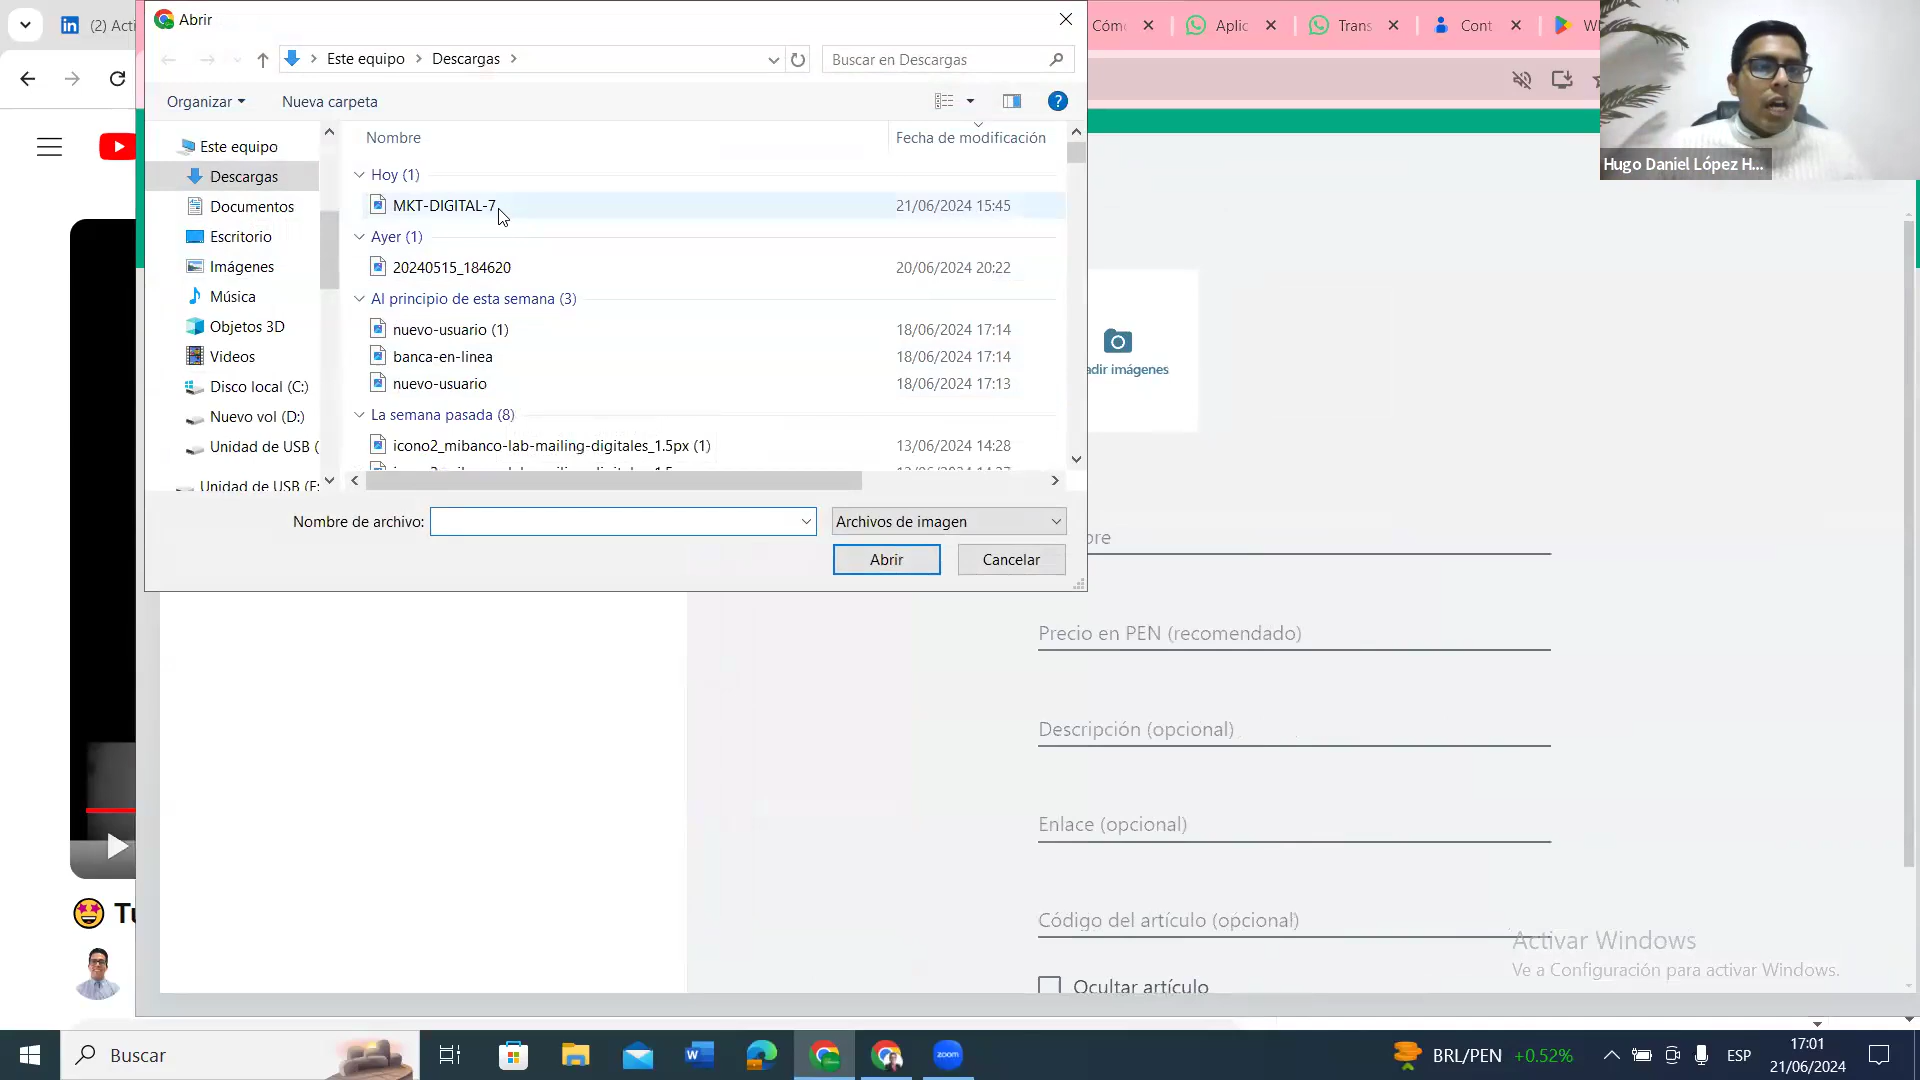 (2) Acti
Abrir
Cóm
Aplic
Trans
Cont
Este equipo
Descargas
Buscar en Descargas
Organizar
Nueva carpeta
Hugo Daniel López H...
Nombre
Fecha de modificación
Este equipo
Descargas
Documentos
Escritorio
Imágenes
Música
Objetos 3D
Videos
Disco local (C:)
Nuevo vol (D:)
Unidad de USB (
Unidad de USB (E:
Hoy (1)
MKT-DIGITAL-7 21/06/2024 15:45
Ayer (1)
20240515_184620 20/06/2024 20:22
Al principio de esta semana (3)
nuevo-usuario (1) 18/06/2024 17:14
banca-en-linea 18/06/2024 17:14
nuevo-usuario 18/06/2024 17:13
La semana pasada (8)
icono2_mibanco-lab-mailing-digitales_1.5px (1) 13/06/2024 14:28
Nombre de archivo:
Archivos de imagen
Abrir
Cancelar
dir imágenes
bre
Precio en PEN (recomendado)
Descripción (opcional)
Enlace (opcional)
Código del artículo (opcional)
Ocultar artículo
Activar Windows
Ve a Configuración para activar Windows.
Tu
Buscar
zoom
BRL/PEN +0.52%
ESP
17:01
21/06/2024